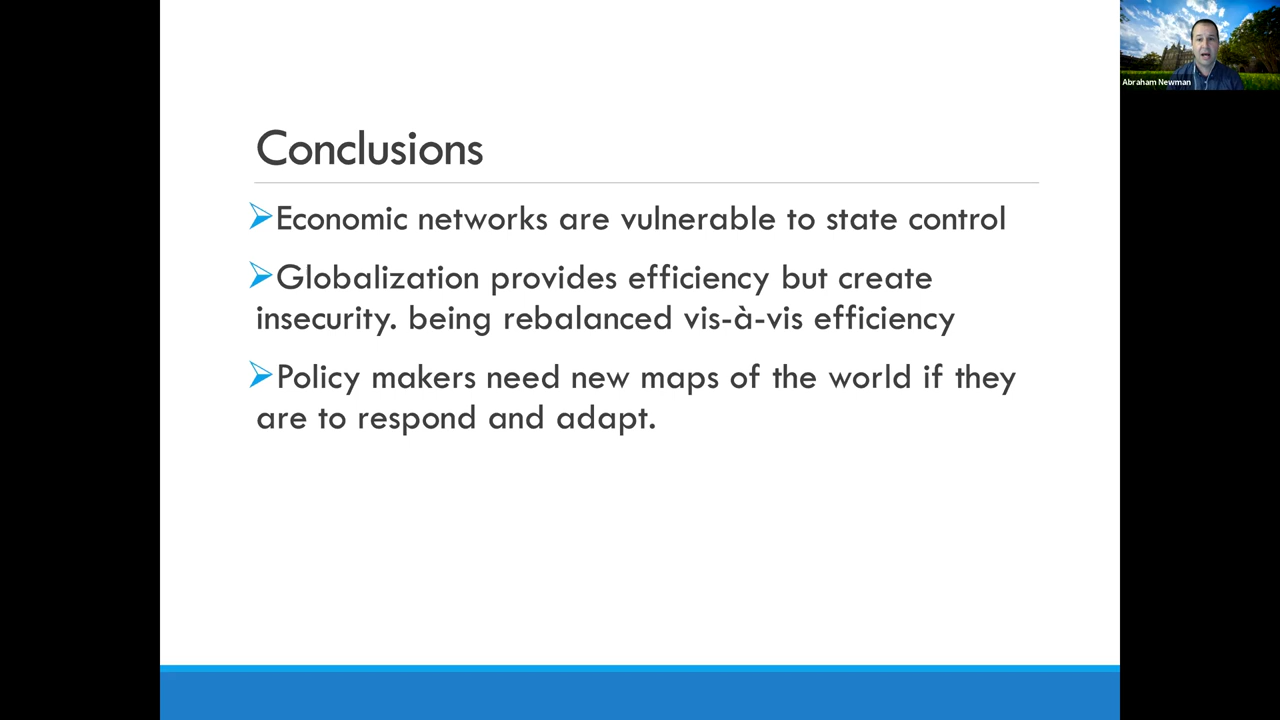 Abraham Newman
Conclusions
Economic networks are vulnerable to state control
Globalization provides efficiency but create
insecurity. being rebalanced vis-à-vis efficiency
Policy makers need new maps of the world if they
are to respond and adapt.